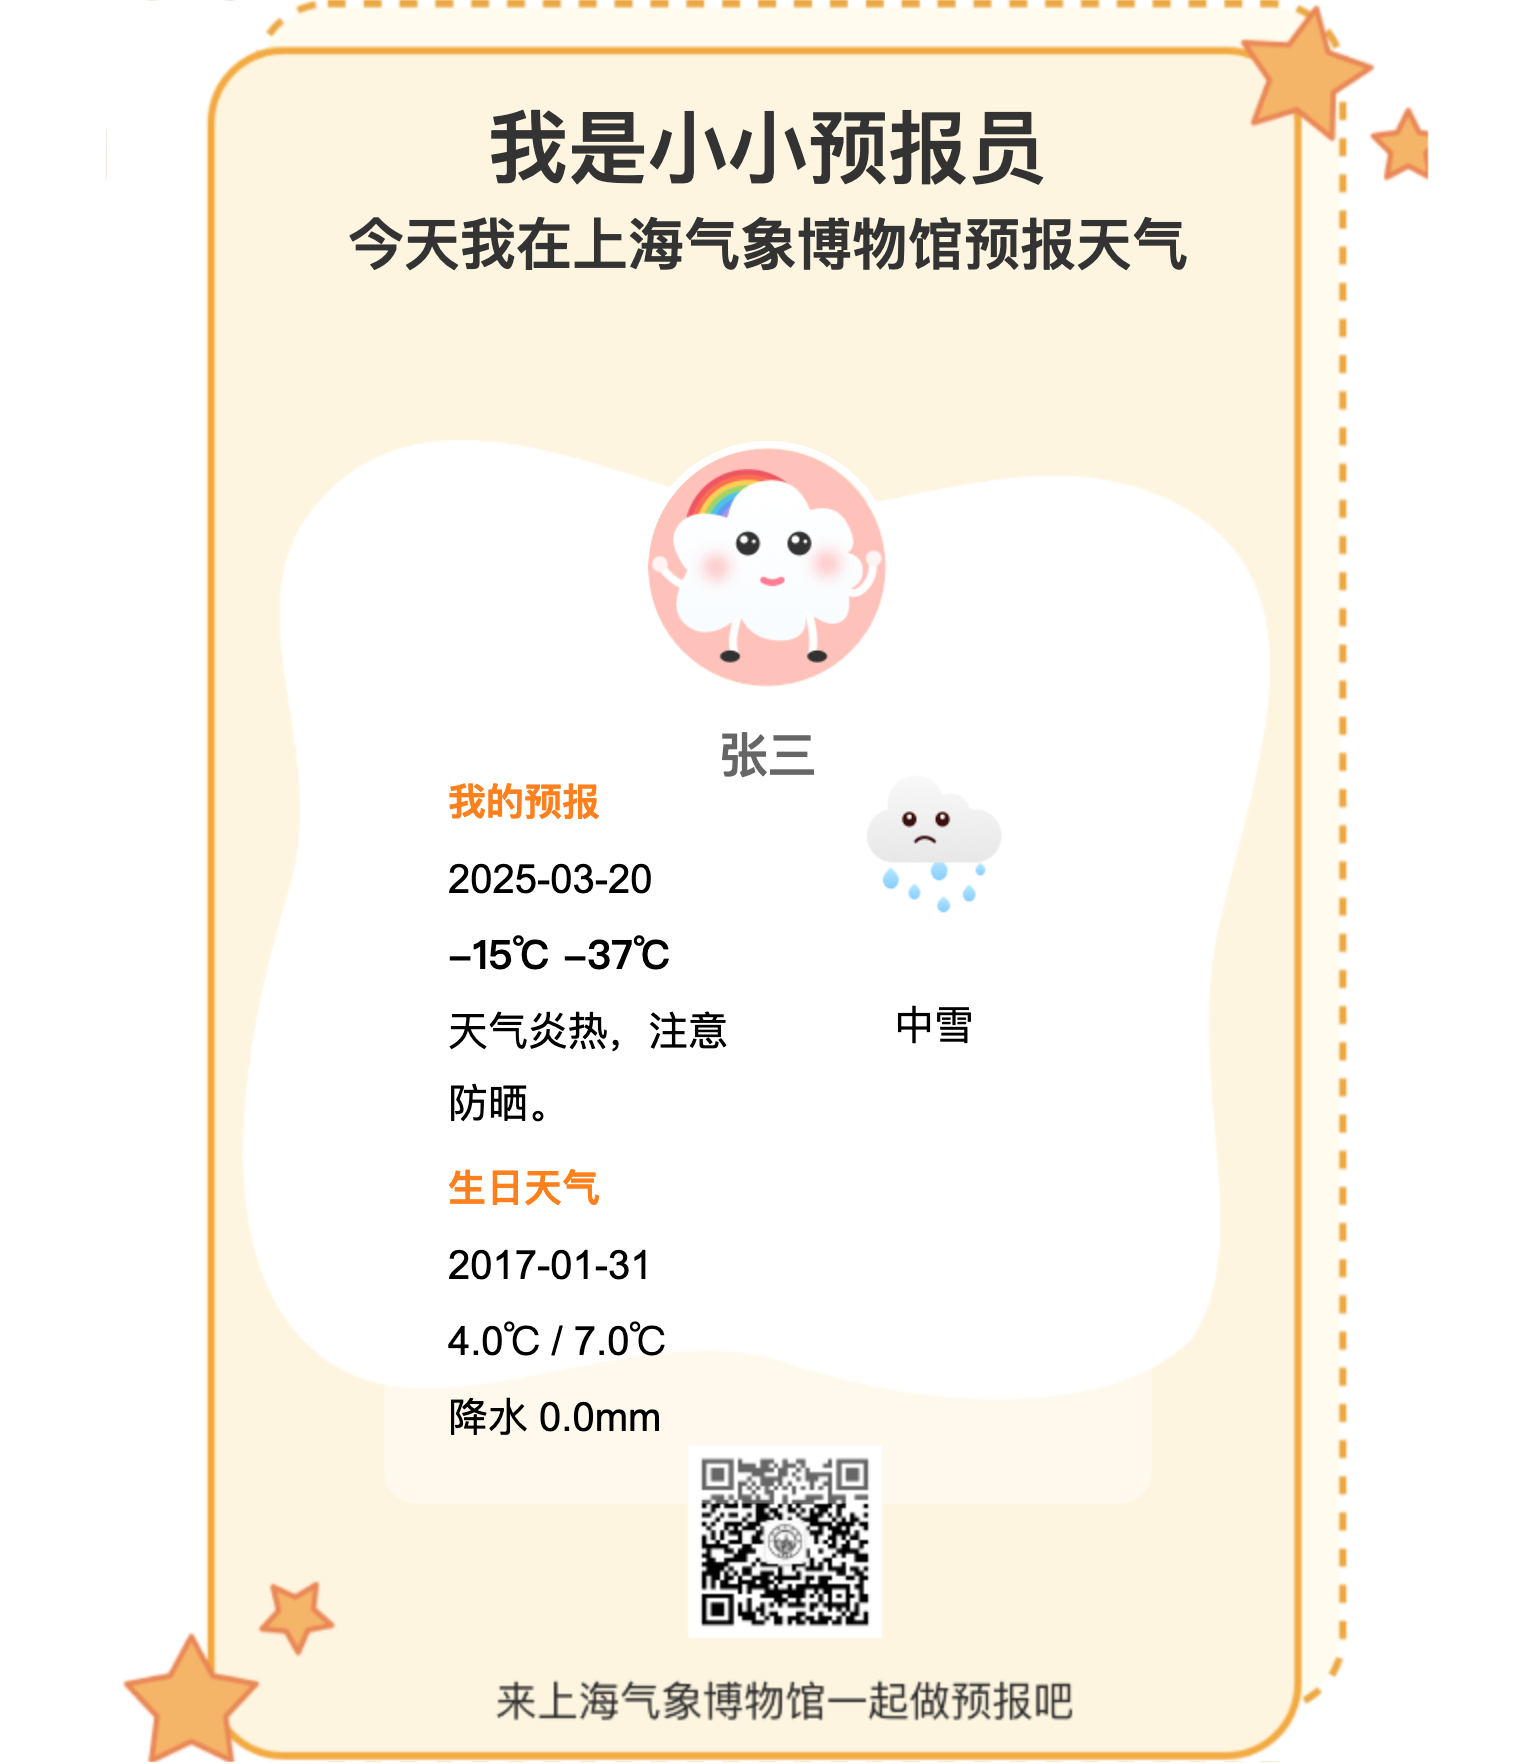 我是小小预报员
今天我在上海气象博物馆预报天气
张三
我的预报
2025-03-20
–15℃ –37℃
天气炎热，注意
防晒。
中雪
生日天气
2017-01-31
4.0℃ / 7.0℃
降水 0.0mm
来上海气象博物馆一起做预报吧